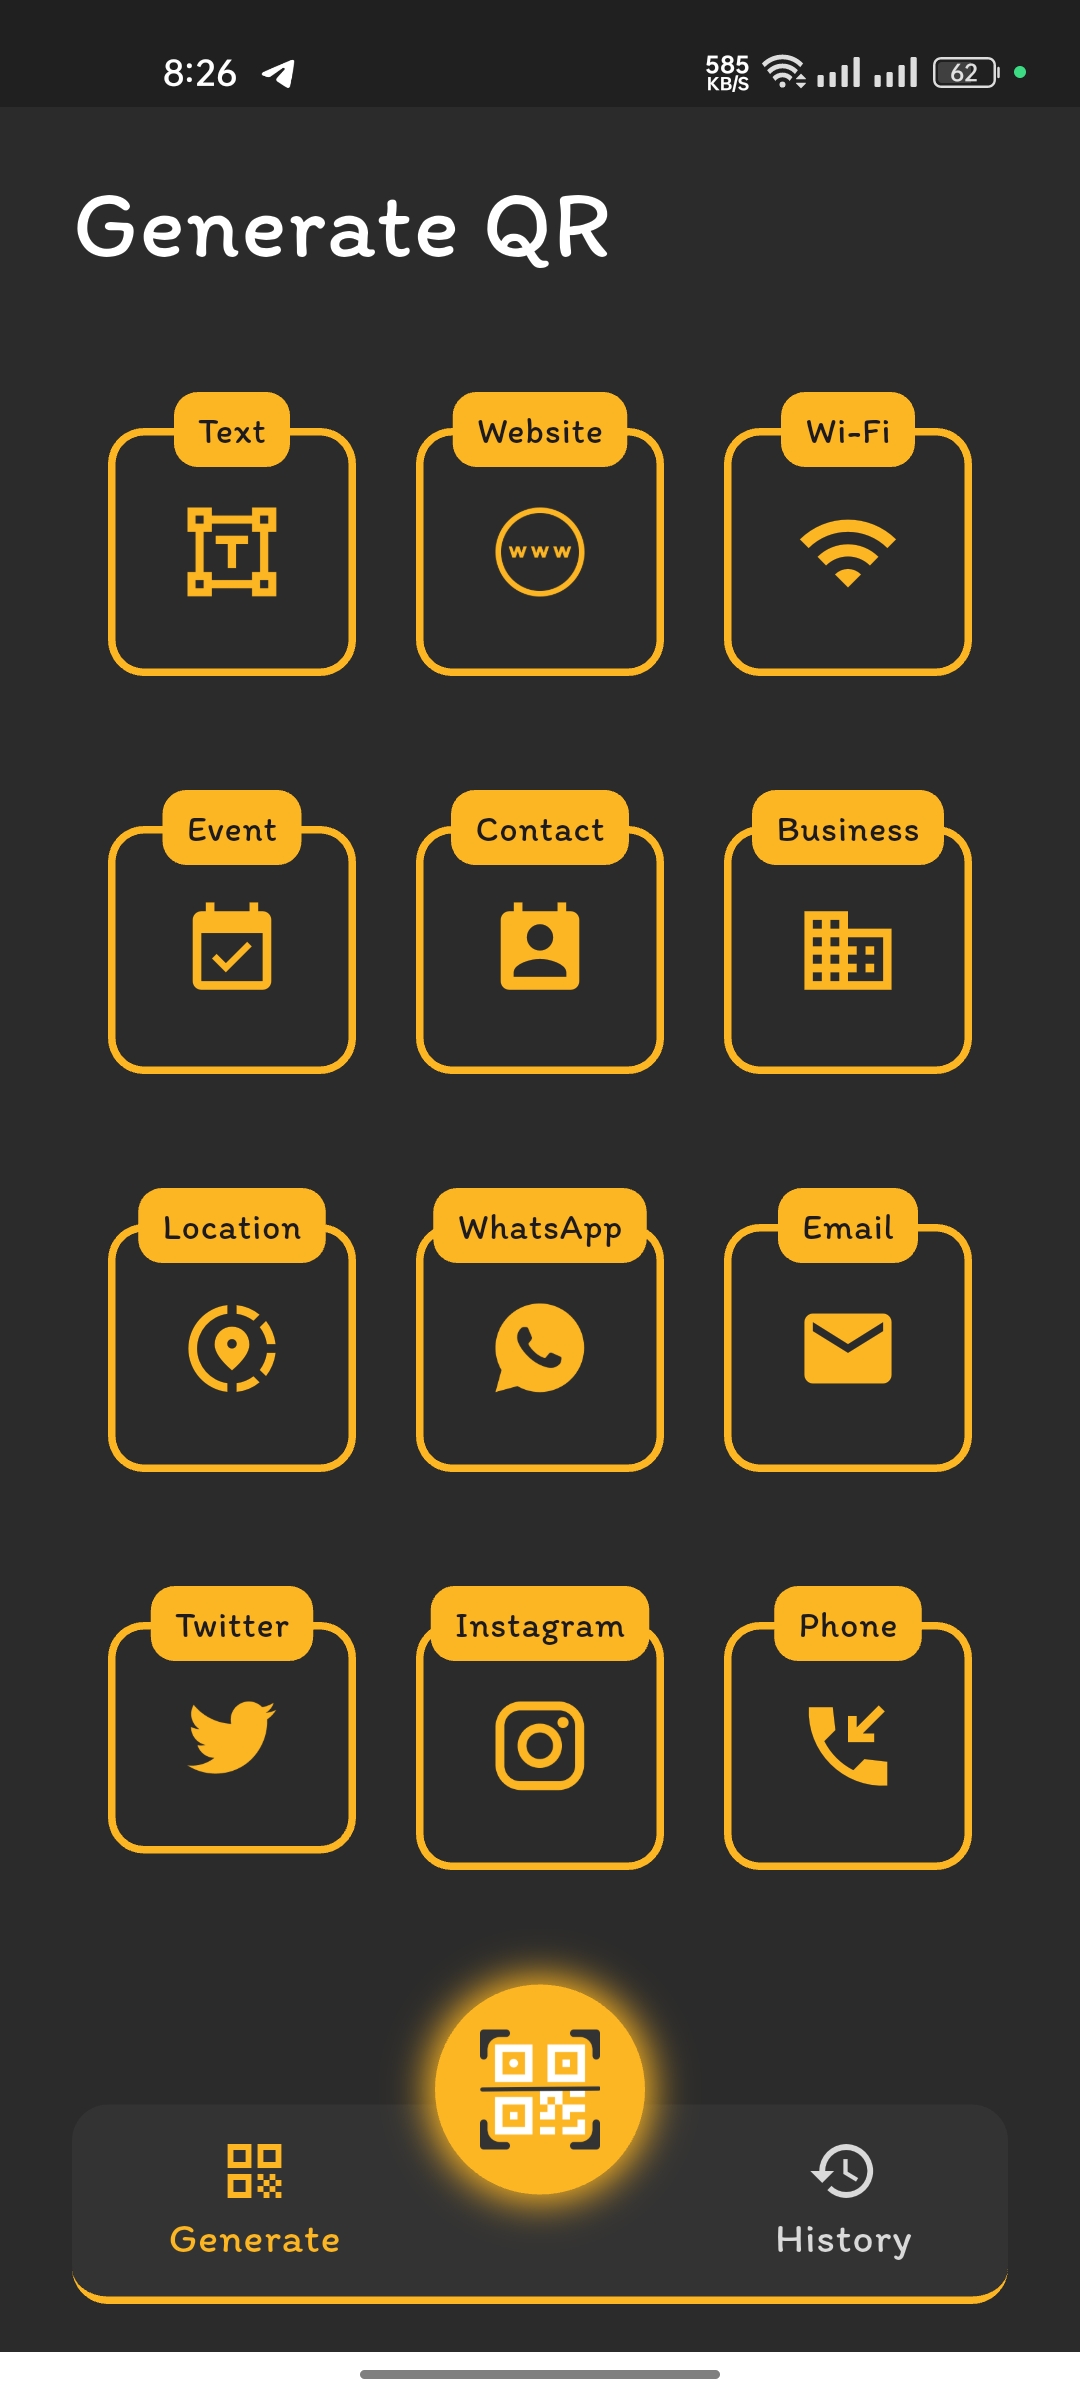 8:26 585 KB/S 62
Generate QR
Text Website Wi-Fi
T www
Event Contact Business
Location WhatsApp Email
Twitter Instagram Phone
Generate History